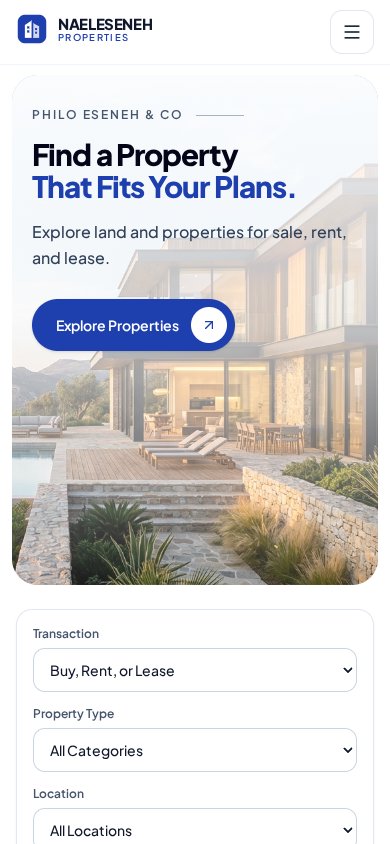 NAELESENEH
PROPERTIES
PHILO ESENEH & CO
Find a Property
That Fits Your Plans.
Explore land and properties for sale, rent,
and lease.
Explore Properties
Transaction
Buy, Rent, or Lease
Property Type
All Categories
Location
All Locations